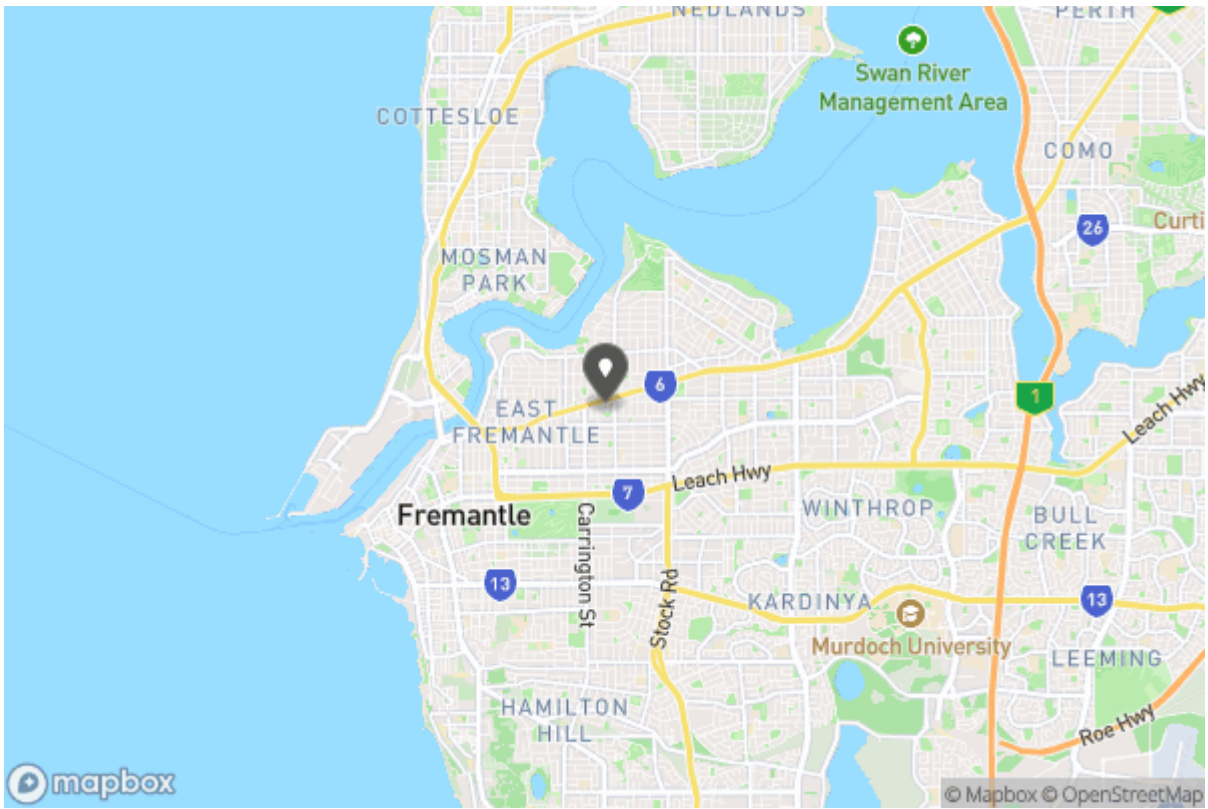 NEDLANDS
PERTH
Swan River
Management Area
COTTESLOE
COMO
26
Curti
MOSMAN
PARK
6
1
EAST
FREMANTLE
Leach Hwy
Leach Hwy
7
Fremantle
Carrington St
WINTHROP
BULL
CREEK
13
Stock Rd
KARDINYA
13
Murdoch University
LEEMING
HAMILTON
HILL
Roe Hwy
mapbox
© Mapbox © OpenStreetMap